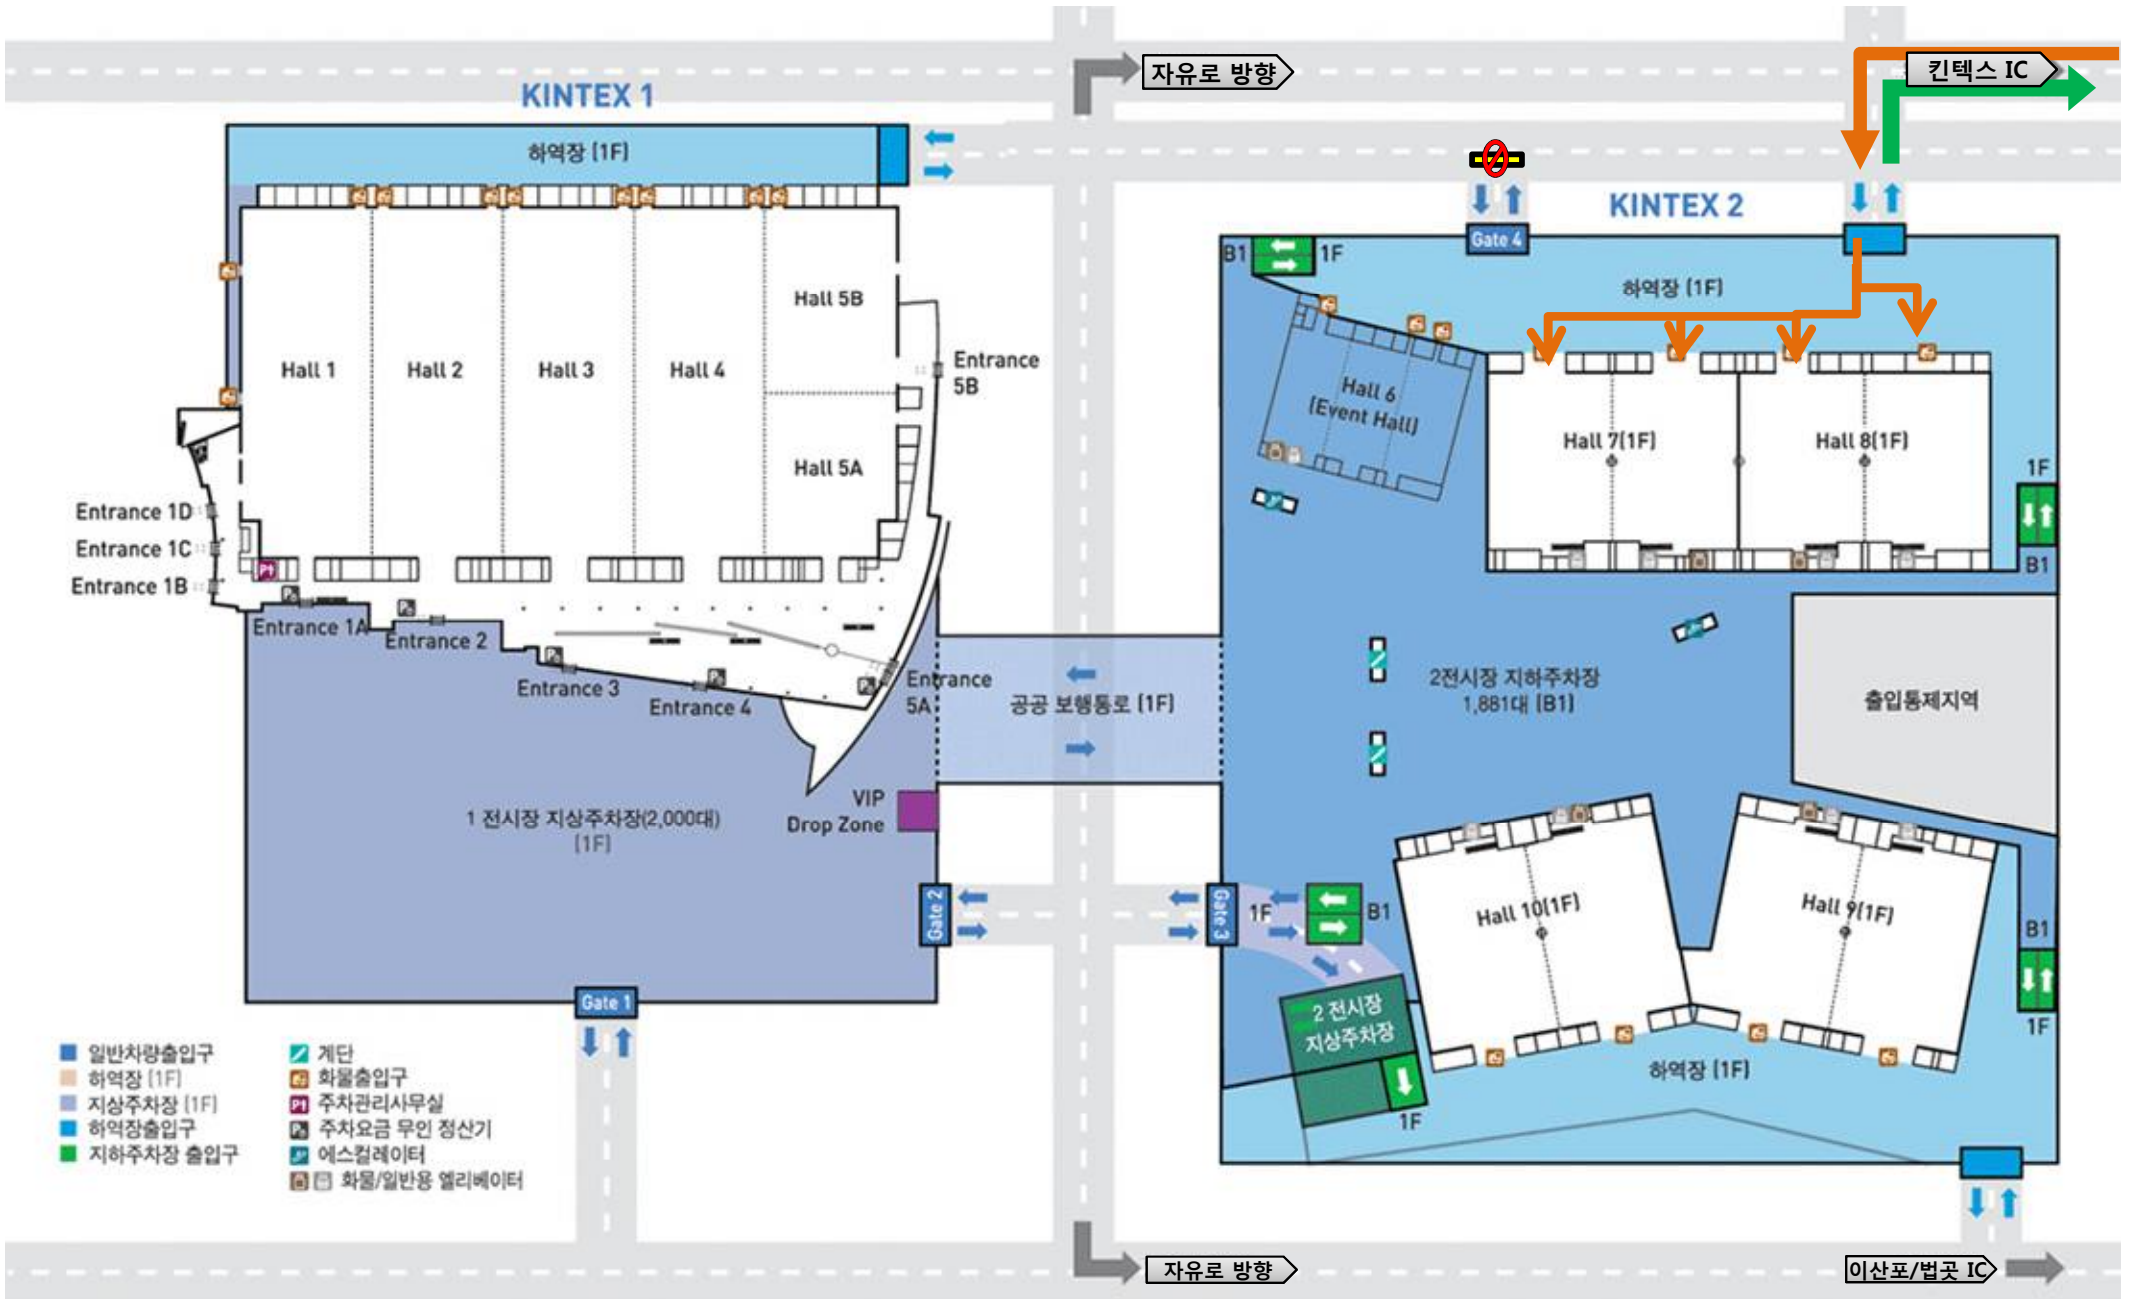 자유로 방향
킨텍스 IC
KINTEX 1
하역장 (1F)
KINTEX 2
Gate 4
B1
1F
하역장 (1F)
Hall 5B
Hall 1
Hall 2
Hall 3
Hall 4
Entrance
5B
Hall 6
(Event Hall)
Hall 7(1F)
Hall 8(1F)
Hall 5A
1F
B1
Entrance 1D
Entrance 1C
Entrance 1B
Entrance 1A
Entrance 2
Entrance 3
Entrance 4
Entrance
5A
공공 보행통로 (1F)
2전시장 지하주차장
1,881대 (B1)
출입통제지역
VIP
Drop Zone
1 전시장 지상주차장(2,000대)
(1F)
Gate 2
Gate 3
1F
B1
Hall 10(1F)
Hall 9(1F)
B1
1F
Gate 1
2 전시장
지상주차장
1F
하역장 (1F)
일반차량출입구
하역장 (1F)
지상주차장 (1F)
하역장출입구
지하주차장 출입구
계단
화물출입구
주차관리사무실
주차요금 무인 정산기
에스컬레이터
화물/일반용 엘리베이터
자유로 방향
이산포/법곳 IC